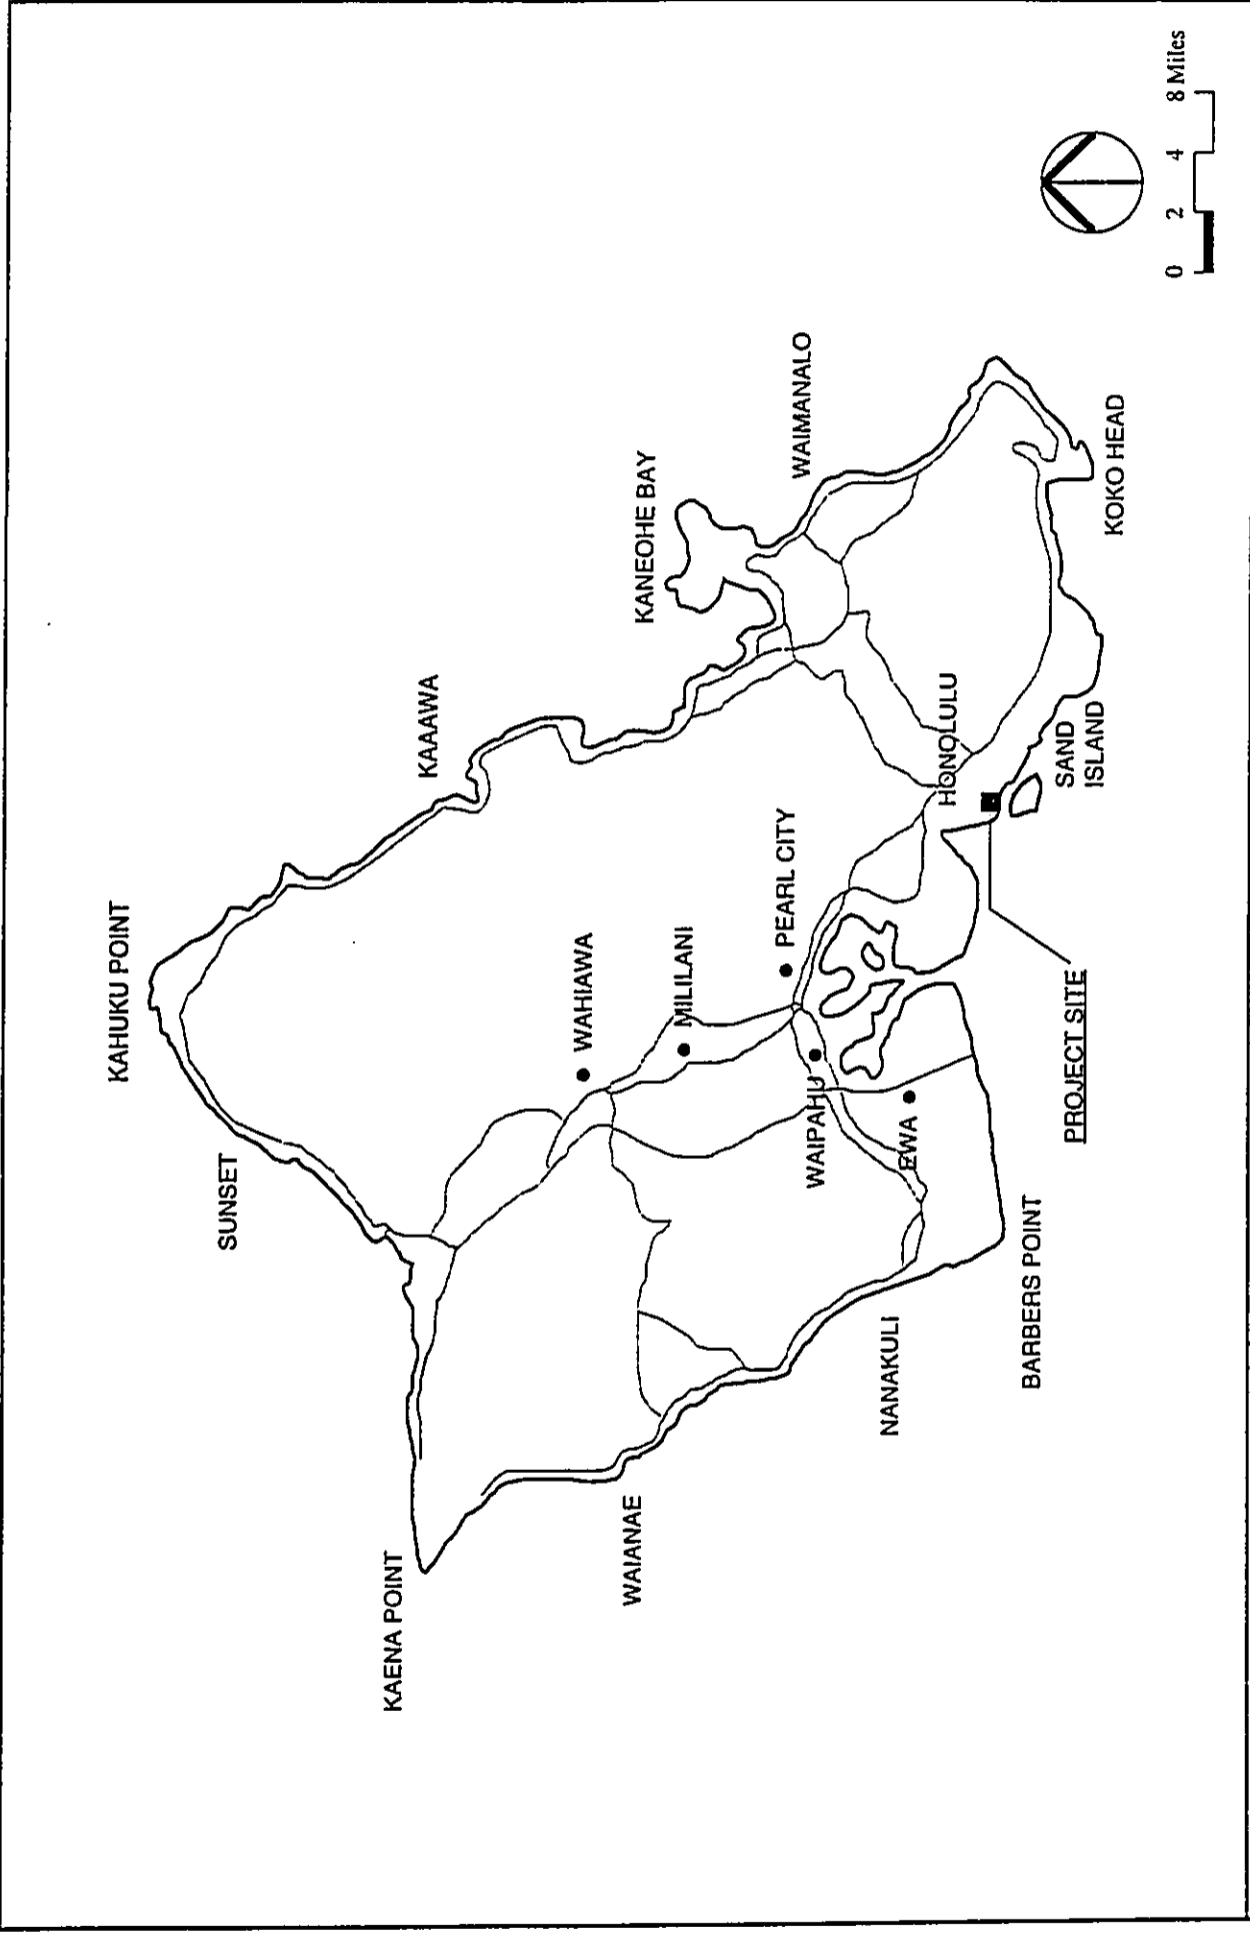 KAHUKU POINT
SUNSET
KAAAWA
KAENA POINT
WAHIAWA
WAIANAE
KANEOHE BAY
MILILANI
PEARL CITY
WAIMANALO
WAIPAHU
NANAKULI
EWA
HONOLULU
BARBERS POINT
PROJECT SITE
SAND
ISLAND
KOKO HEAD
0 2 4 8 Miles